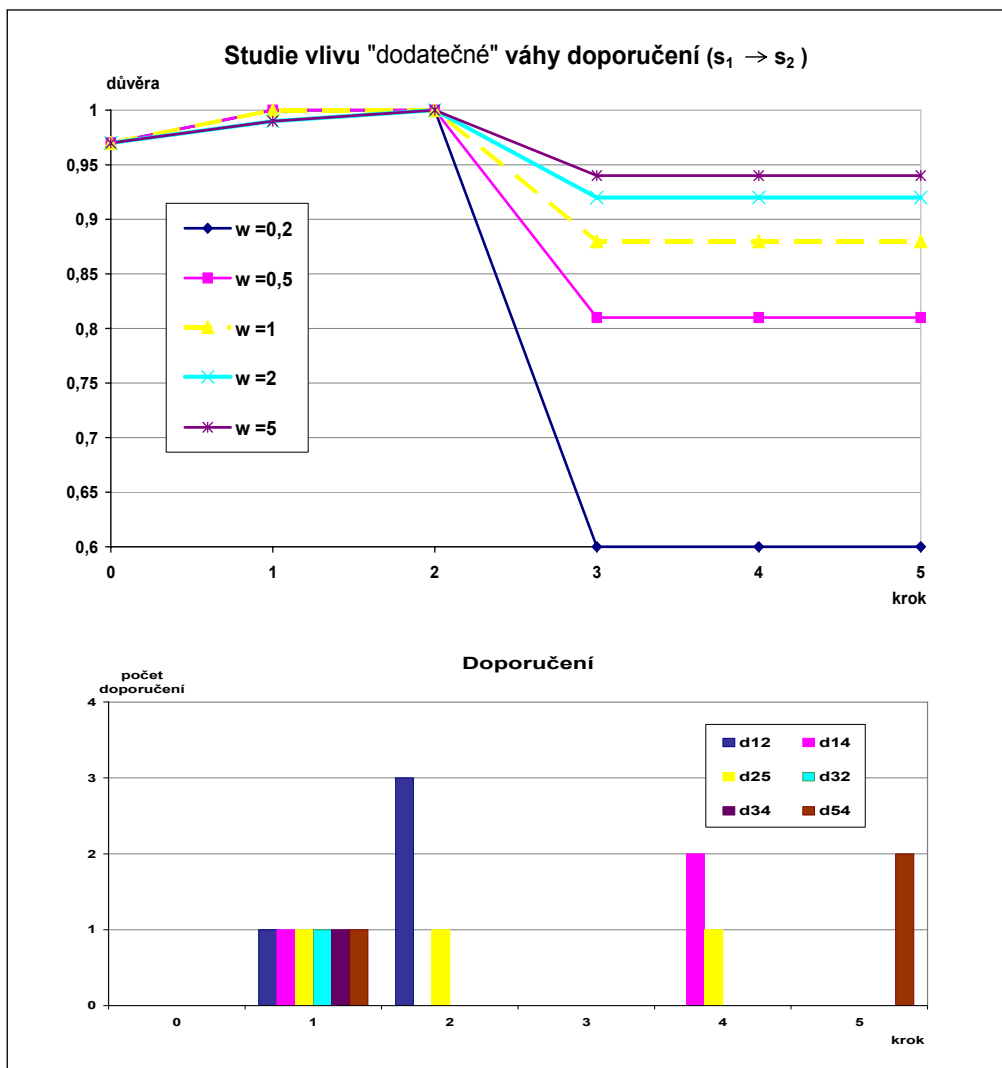 Studie vlivu "dodatečné" váhy doporučení (s₁ → s₂ )
důvěra
1
0,95
0,9
0,85
0,8
0,75
0,7
0,65
0,6
w =0,2
w =0,5
w =1
w =2
w =5
0 1 2 3 4 5
krok
Doporučení
počet
doporučení
4
3
2
1
0
d12 d14
d25 d32
d34 d54
0 1 2 3 4 5
krok